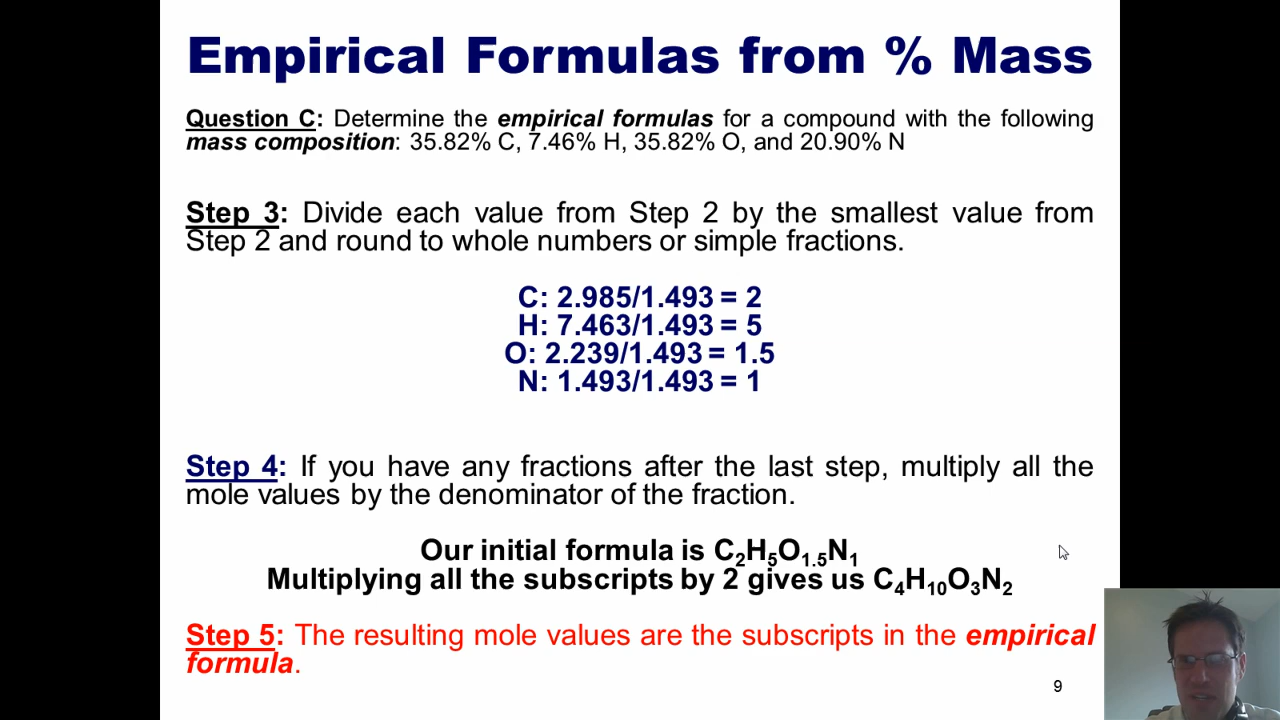 Empirical Formulas from % Mass
Question C: Determine the empirical formulas for a compound with the following
mass composition: 35.82% C, 7.46% H, 35.82% O, and 20.90% N
Step 3: Divide each value from Step 2 by the smallest value from
Step 2 and round to whole numbers or simple fractions.
C: 2.985/1.493 = 2
H: 7.463/1.493 = 5
O: 2.239/1.493 = 1.5
N: 1.493/1.493 = 1
Step 4: If you have any fractions after the last step, multiply all the
mole values by the denominator of the fraction.
Our initial formula is C₂H₅O₁.₅N₁
Multiplying all the subscripts by 2 gives us C₄H₁₀O₃N₂
Step 5: The resulting mole values are the subscripts in the empirical
formula.
9